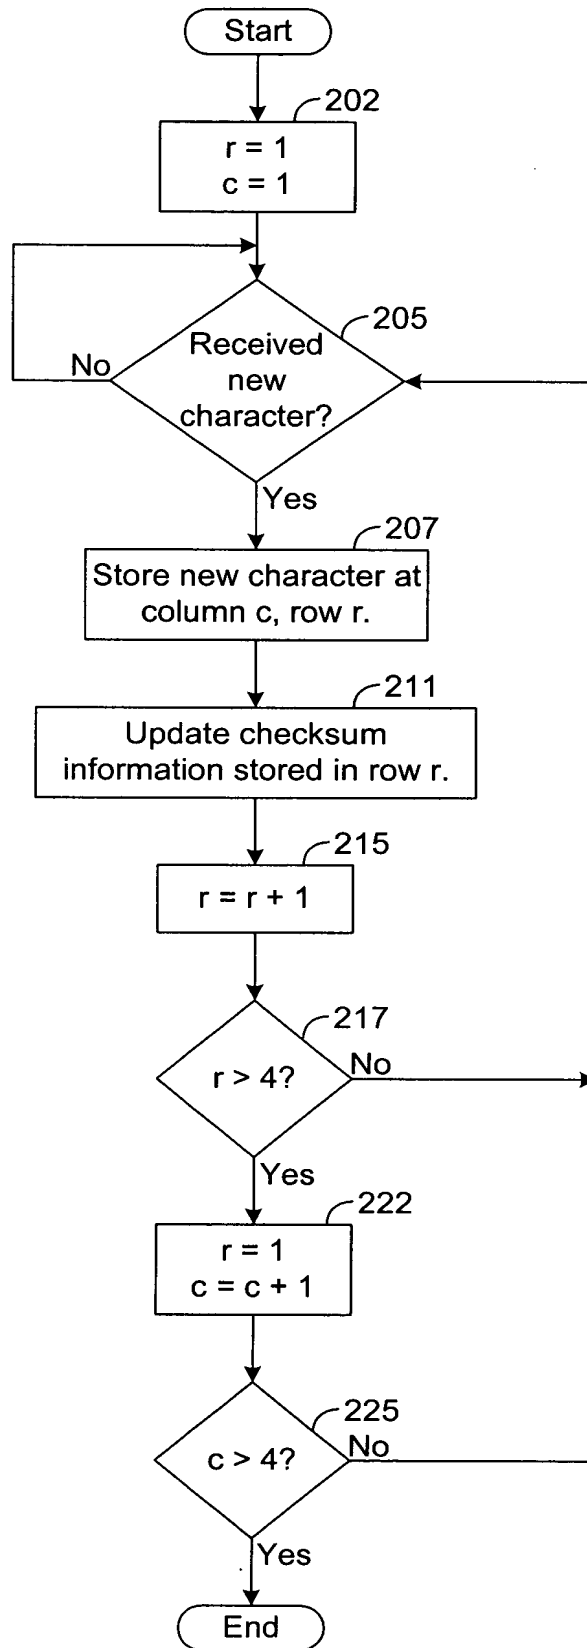 Start
202
r = 1
c = 1
205
Received
new
character?
No
Yes
207
Store new character at
column c, row r.
211
Update checksum
information stored in row r.
215
r = r + 1
217
r > 4?
No
Yes
222
r = 1
c = c + 1
225
c > 4?
No
Yes
End